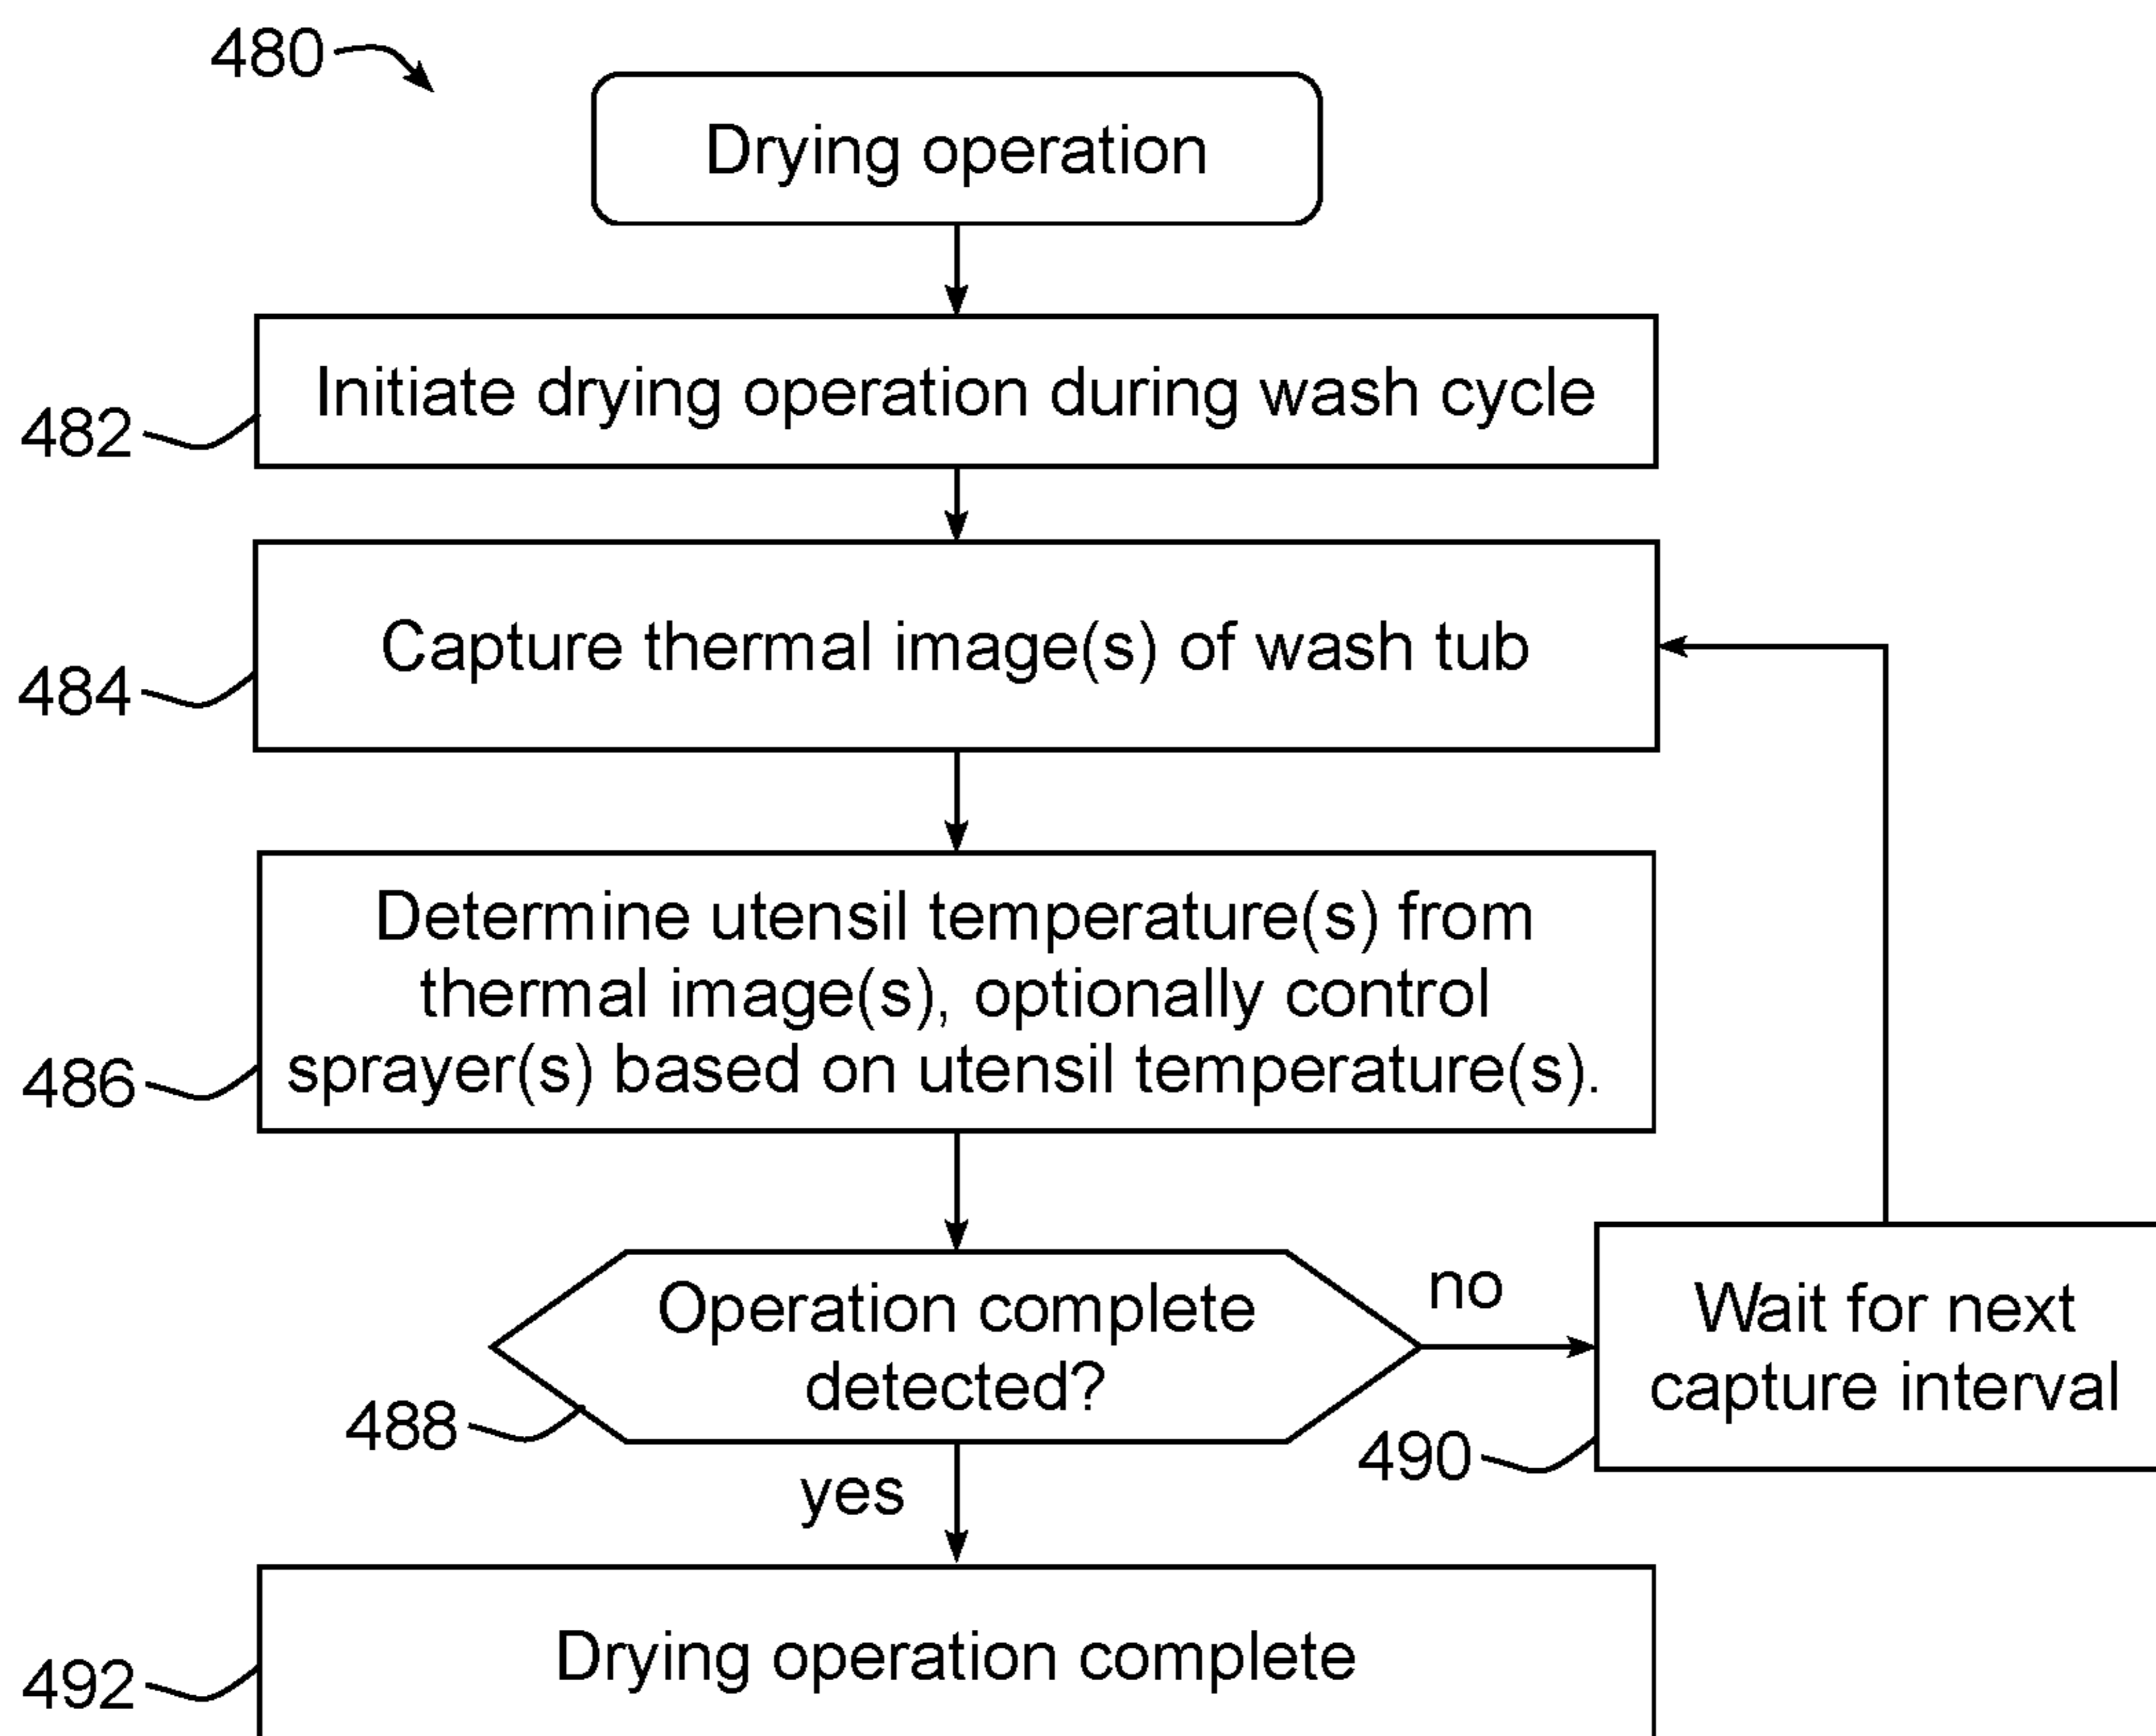 480
Drying operation
Initiate drying operation during wash cycle
482
Capture thermal image(s) of wash tub
484
Determine utensil temperature(s) from
thermal image(s), optionally control
sprayer(s) based on utensil temperature(s).
486
Operation complete
detected?
488
no
Wait for next
capture interval
490
yes
Drying operation complete
492